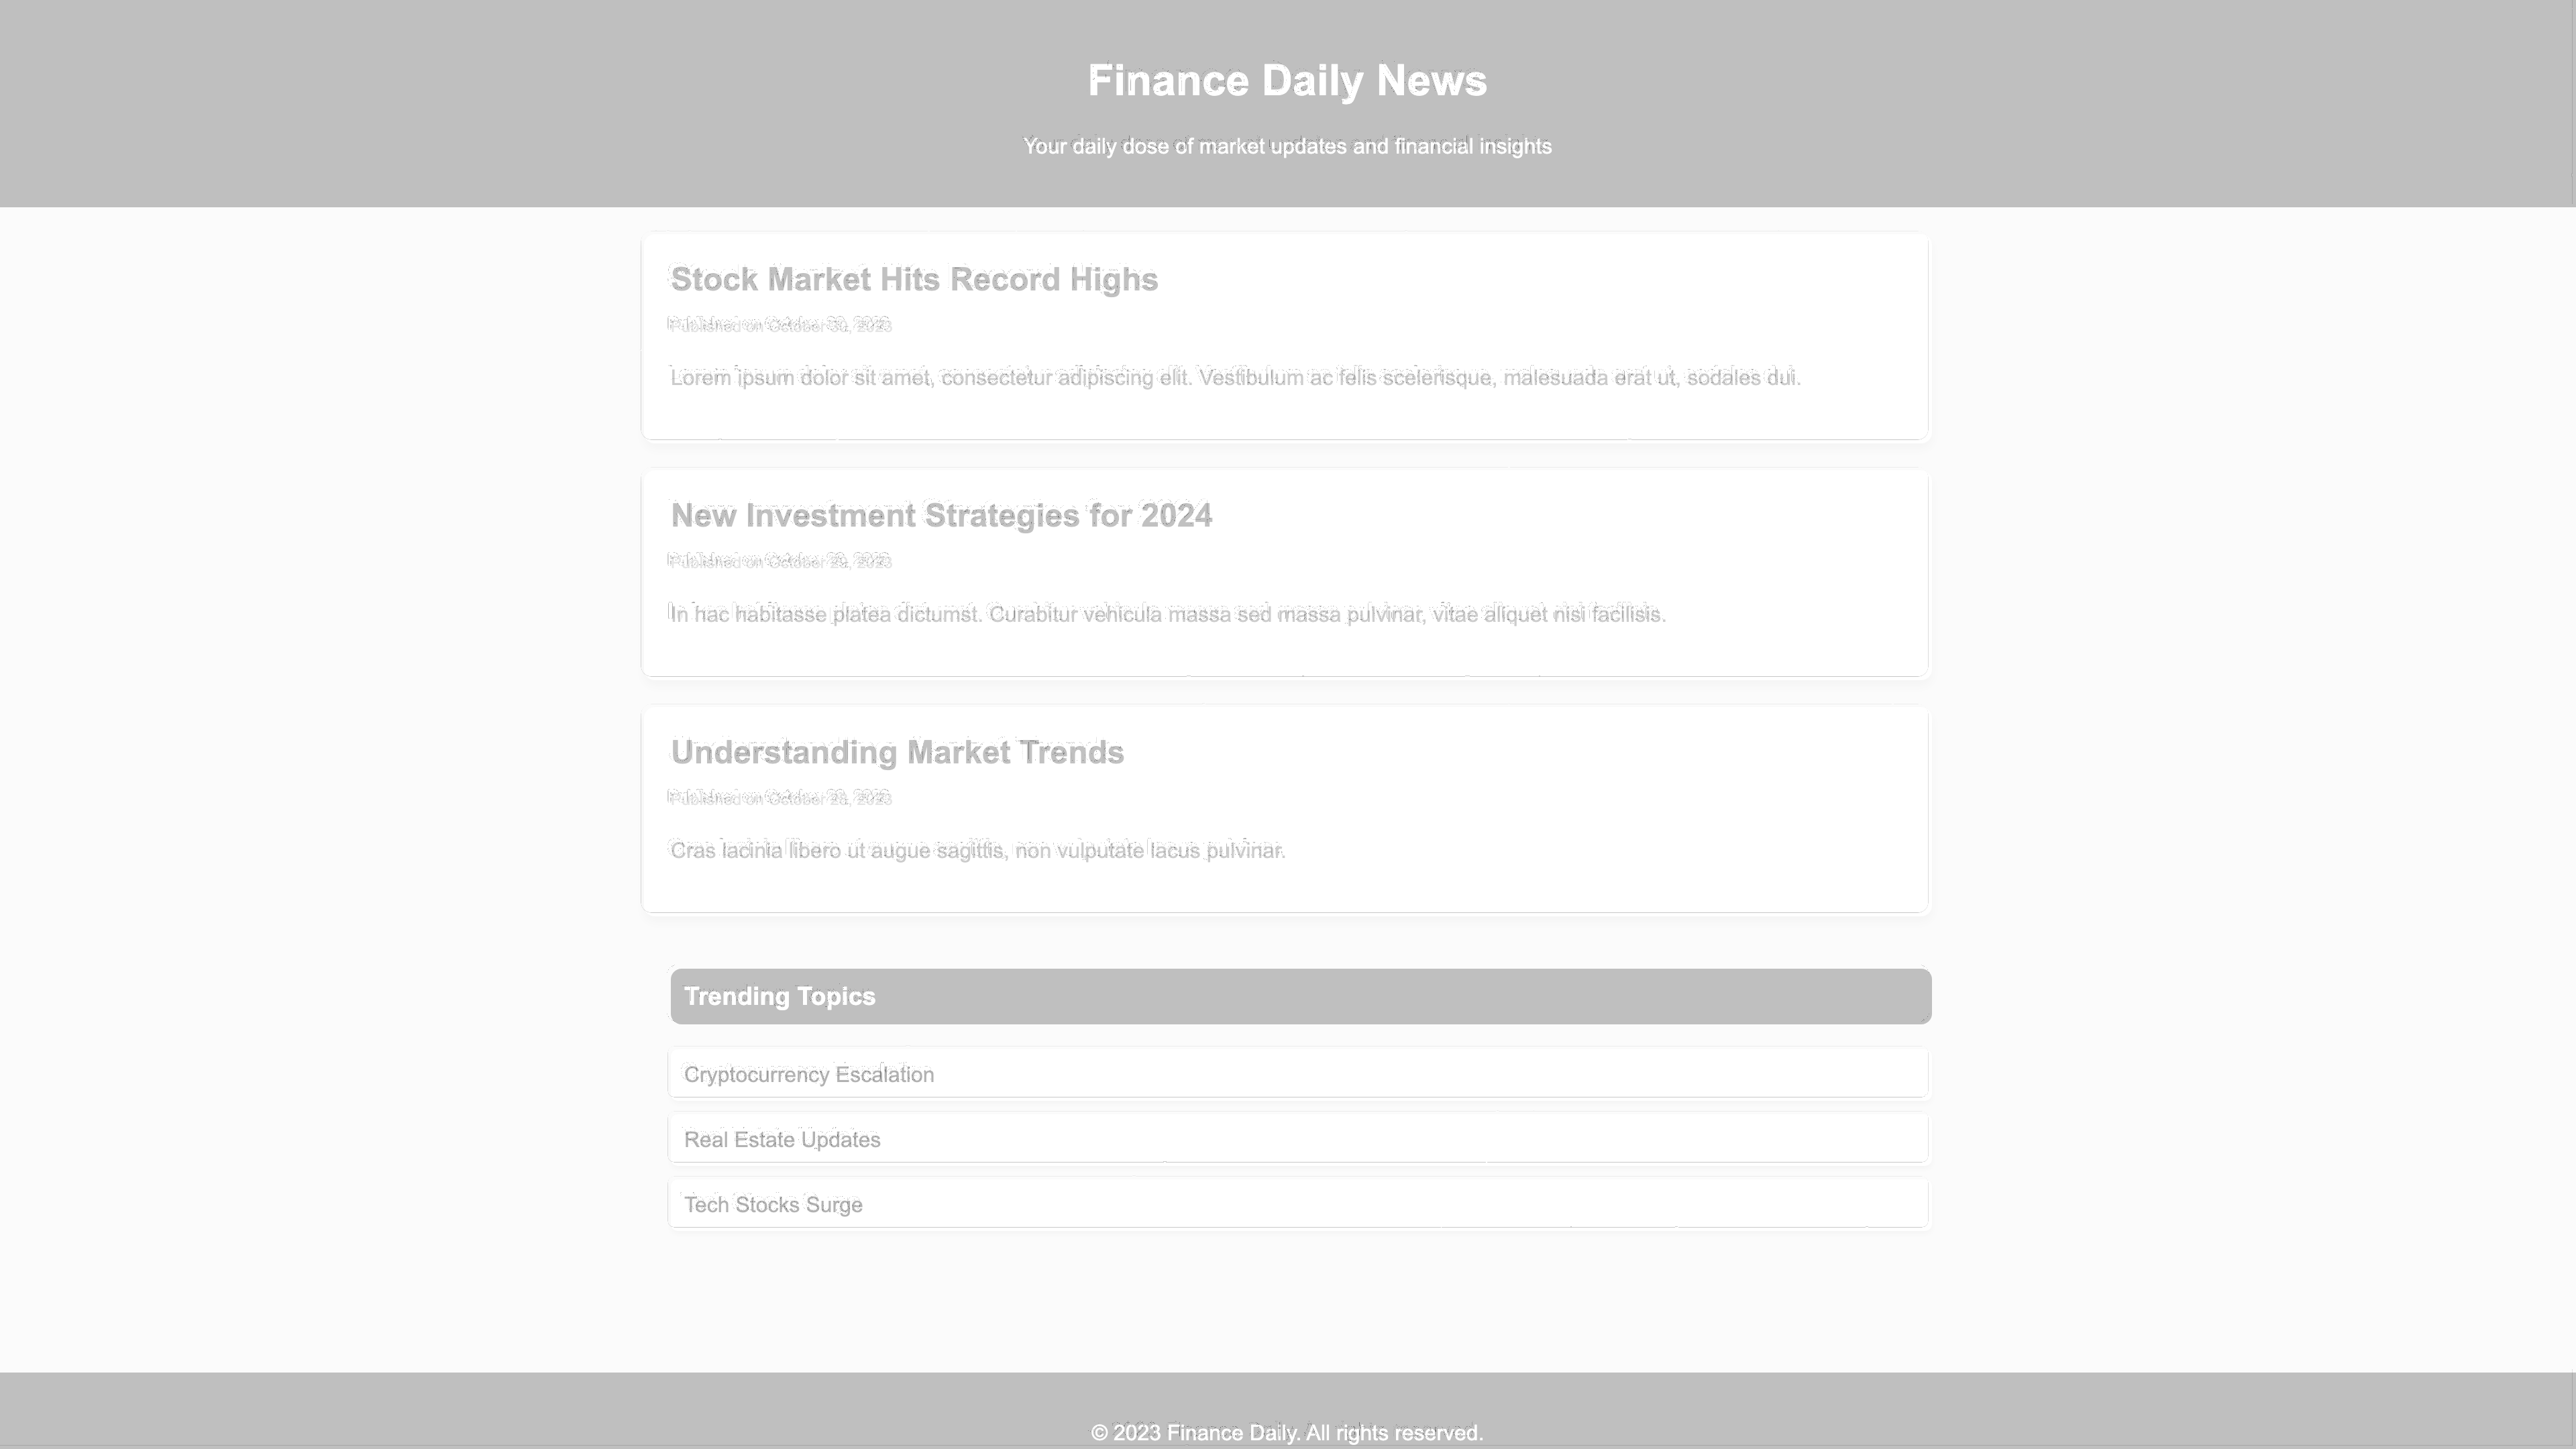 Finance Daily News
Your daily dose of market updates and financial insights
Stock Market Hits Record Highs
Published on October 30, 2023
Lorem ipsum dolor sit amet, consectetur adipiscing elit. Vestibulum ac felis scelerisque, malesuada erat ut, sodales dui.
New Investment Strategies for 2024
Published on October 29, 2023
In hac habitasse platea dictumst. Curabitur vehicula massa sed massa pulvinar, vitae aliquet nisi facilisis.
Understanding Market Trends
Published on October 28, 2023
Cras lacinia libero ut augue sagittis, non vulputate lacus pulvinar.
Trending Topics
Cryptocurrency Escalation
Real Estate Updates
Tech Stocks Surge
© 2023 Finance Daily. All rights reserved.